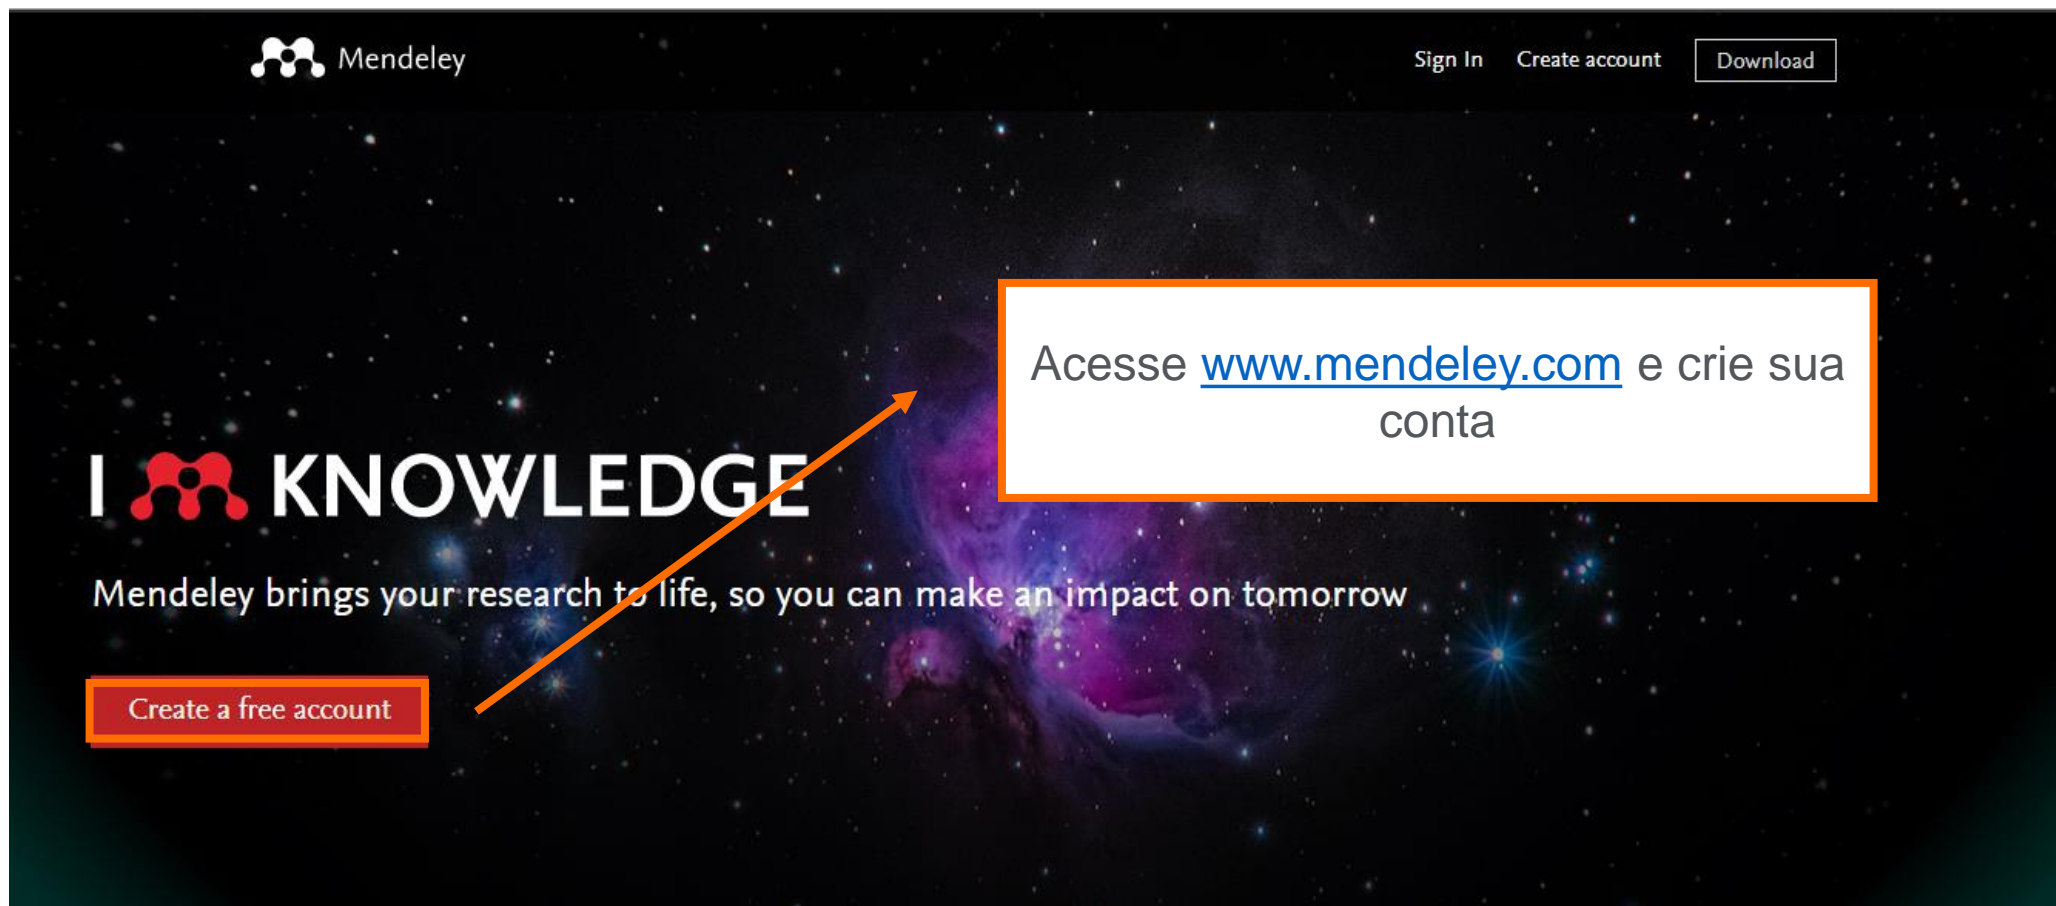 Mendeley
Sign In Create account Download
Acesse www.mendeley.com e crie sua
conta
I KNOWLEDGE
Mendeley brings your research to life, so you can make an impact on tomorrow
Create a free account